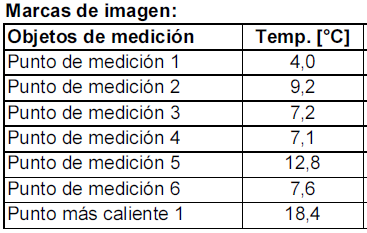 Marcas de imagen:
Objetos de medición Temp. [°C]
Punto de medición 1 4,0
Punto de medición 2 9,2
Punto de medición 3 7,2
Punto de medición 4 7,1
Punto de medición 5 12,8
Punto de medición 6 7,6
Punto más caliente 1 18,4